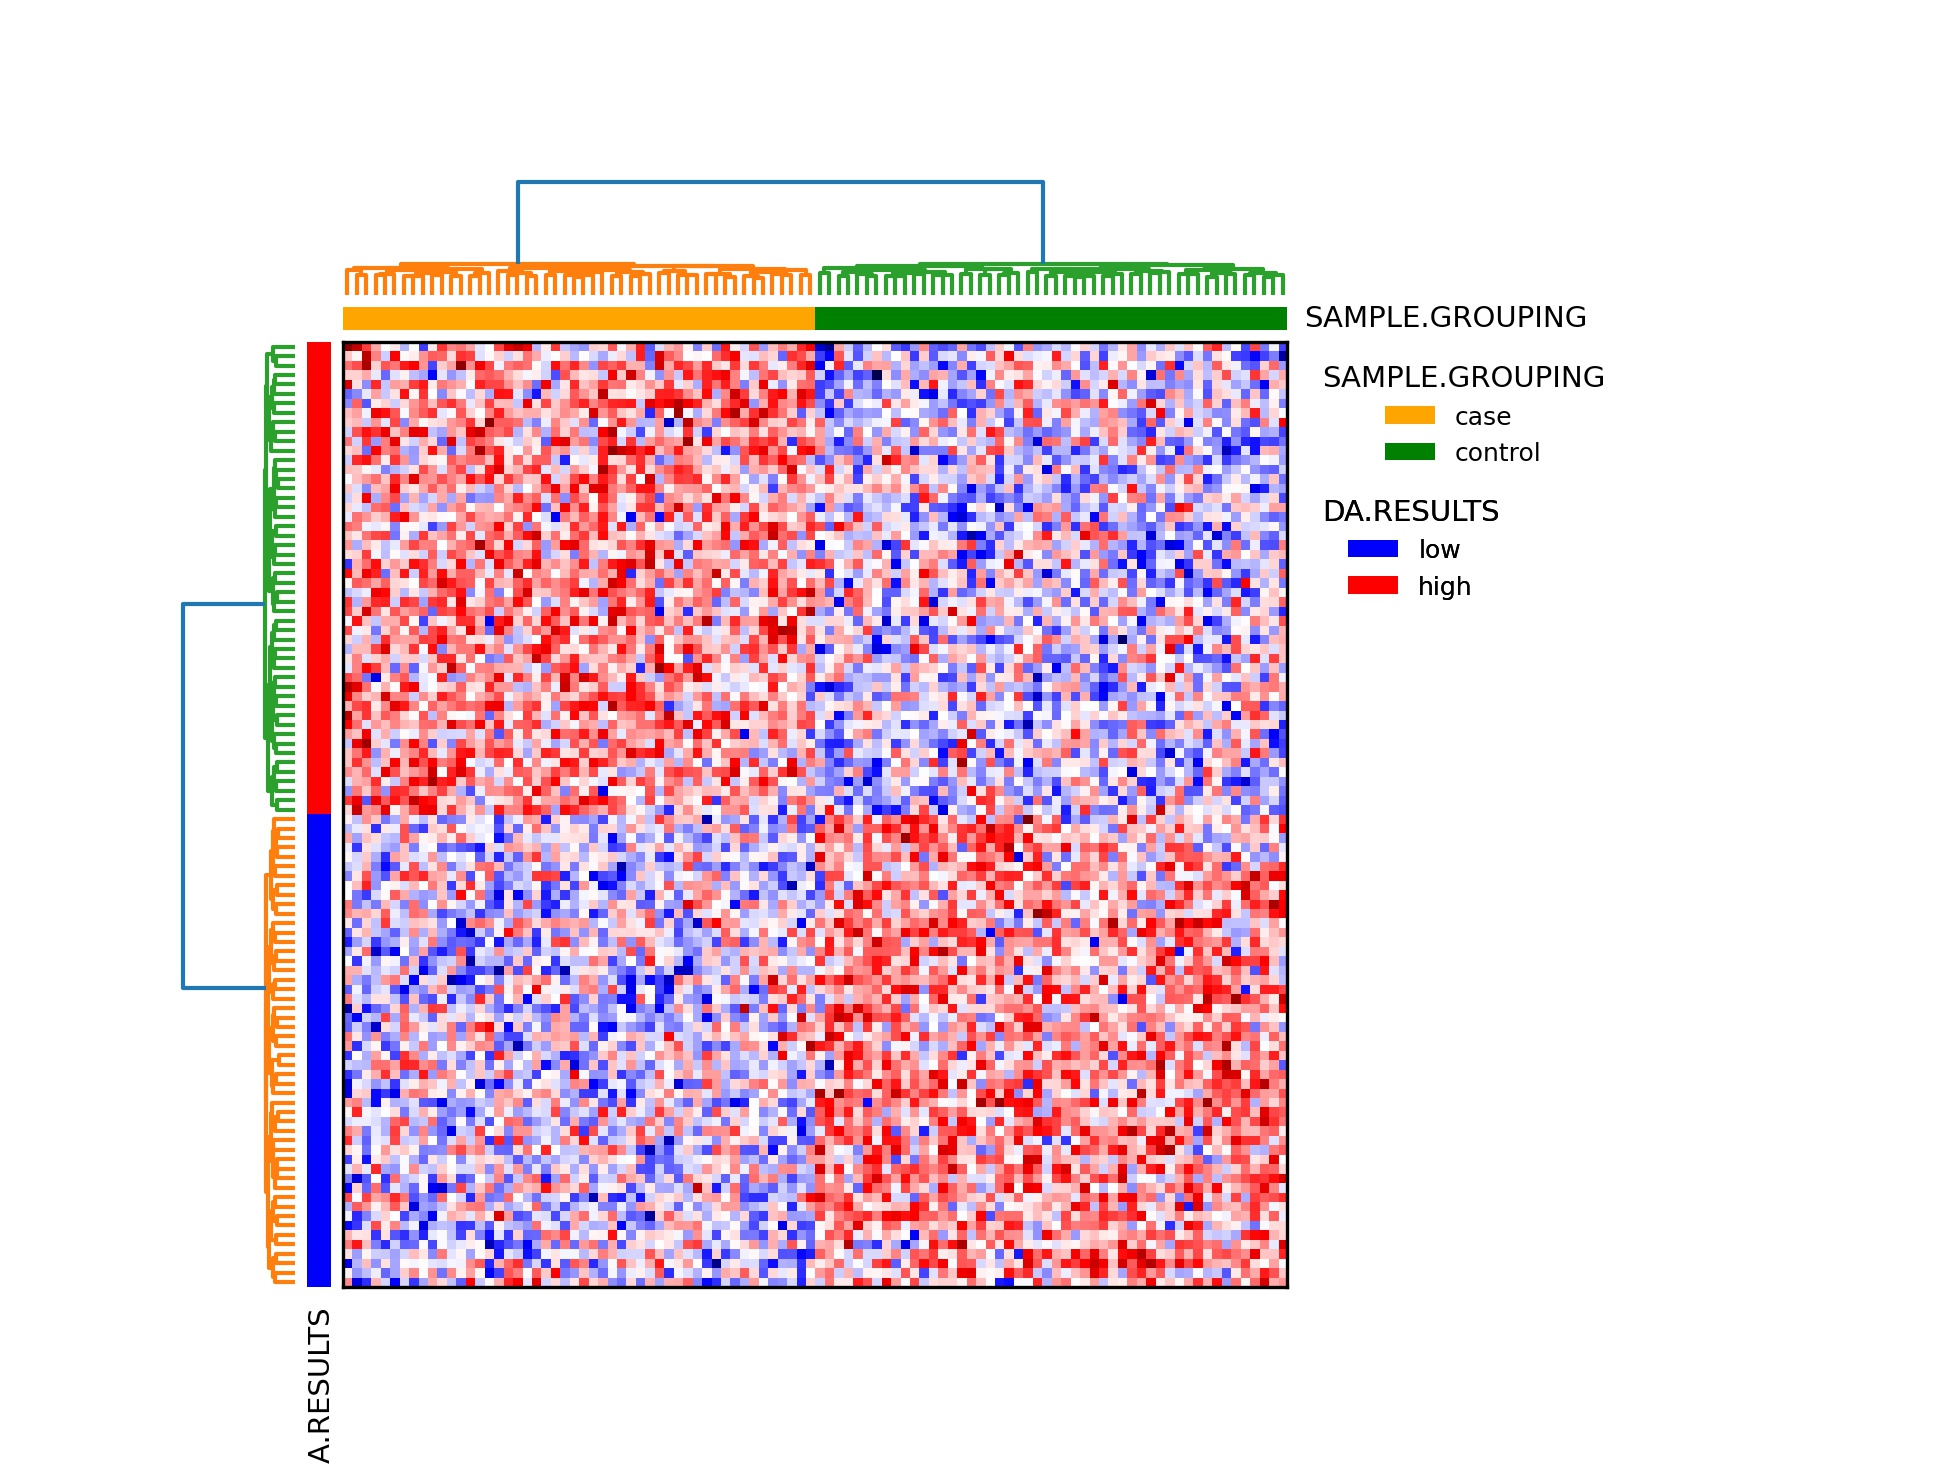 SAMPLE.GROUPING
SAMPLE.GROUPING
case
control
DA.RESULTS
low
high
A.RESULTS